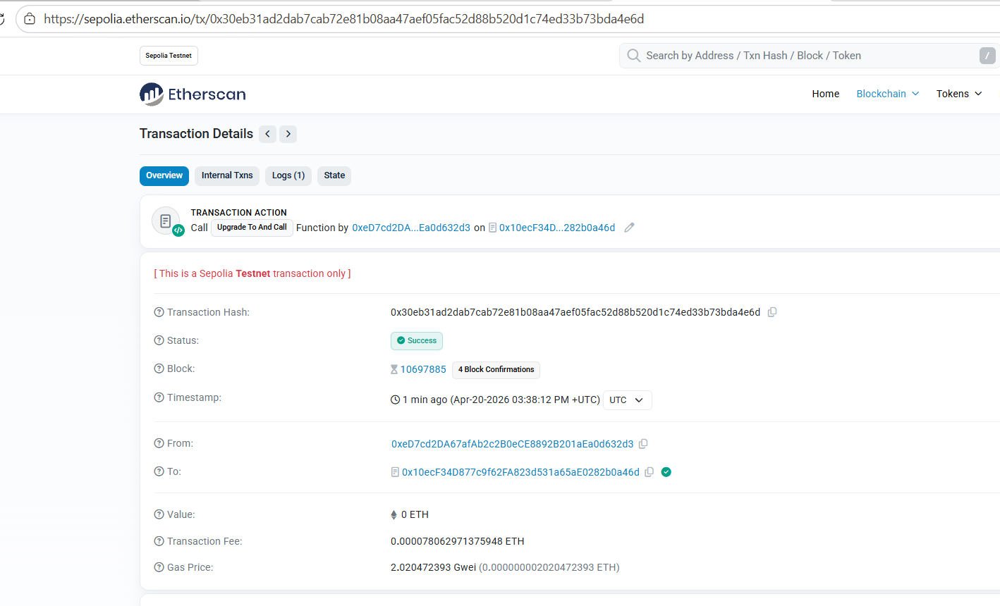 https://sepolia.etherscan.io/tx/0x30eb31ad2dab7cab72e81b08aa47aef05fac52d88b520d1c74ed33b73bda4e6d
Sepolia Testnet
Search by Address / Txn Hash / Block / Token
/
Etherscan
Home
Blockchain
Tokens
Transaction Details
Overview
Internal Txns
Logs (1)
State
TRANSACTION ACTION
Call Upgrade To And Call Function by 0xeD7cd2DA...Ea0d632d3 on 0x10ecF34D...282b0a46d
[ This is a Sepolia Testnet transaction only ]
Transaction Hash: 0x30eb31ad2dab7cab72e81b08aa47aef05fac52d88b520d1c74ed33b73bda4e6d
Status: Success
Block: 10697885 4 Block Confirmations
Timestamp: 1 min ago (Apr-20-2026 03:38:12 PM +UTC) UTC
From: 0xeD7cd2DA67afAb2c2B0eCE8892B201aEa0d632d3
To: 0x10ecF34D877c9f62FA823d531a65aE0282b0a46d
Value: 0 ETH
Transaction Fee: 0.000078062971375948 ETH
Gas Price: 2.020472393 Gwei (0.000000002020472393 ETH)